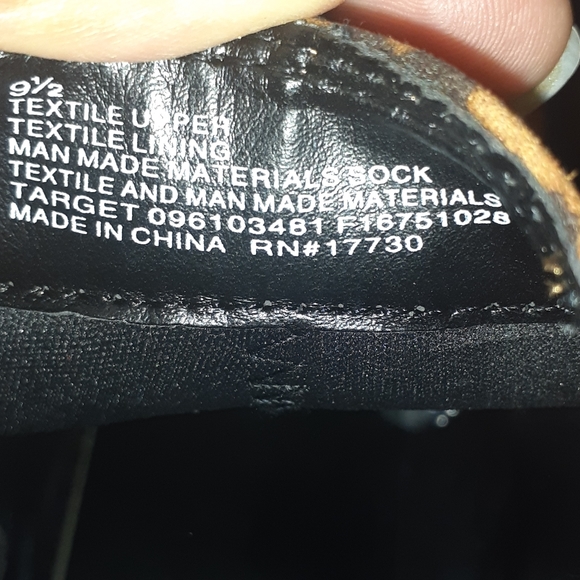 9½
TEXTILE UPPER
TEXTILE LINING
MAN MADE MATERIALS SOCK
TEXTILE AND MAN MADE MATERIALS
TARGET 096103481 F16751028
MADE IN CHINA RN#17730